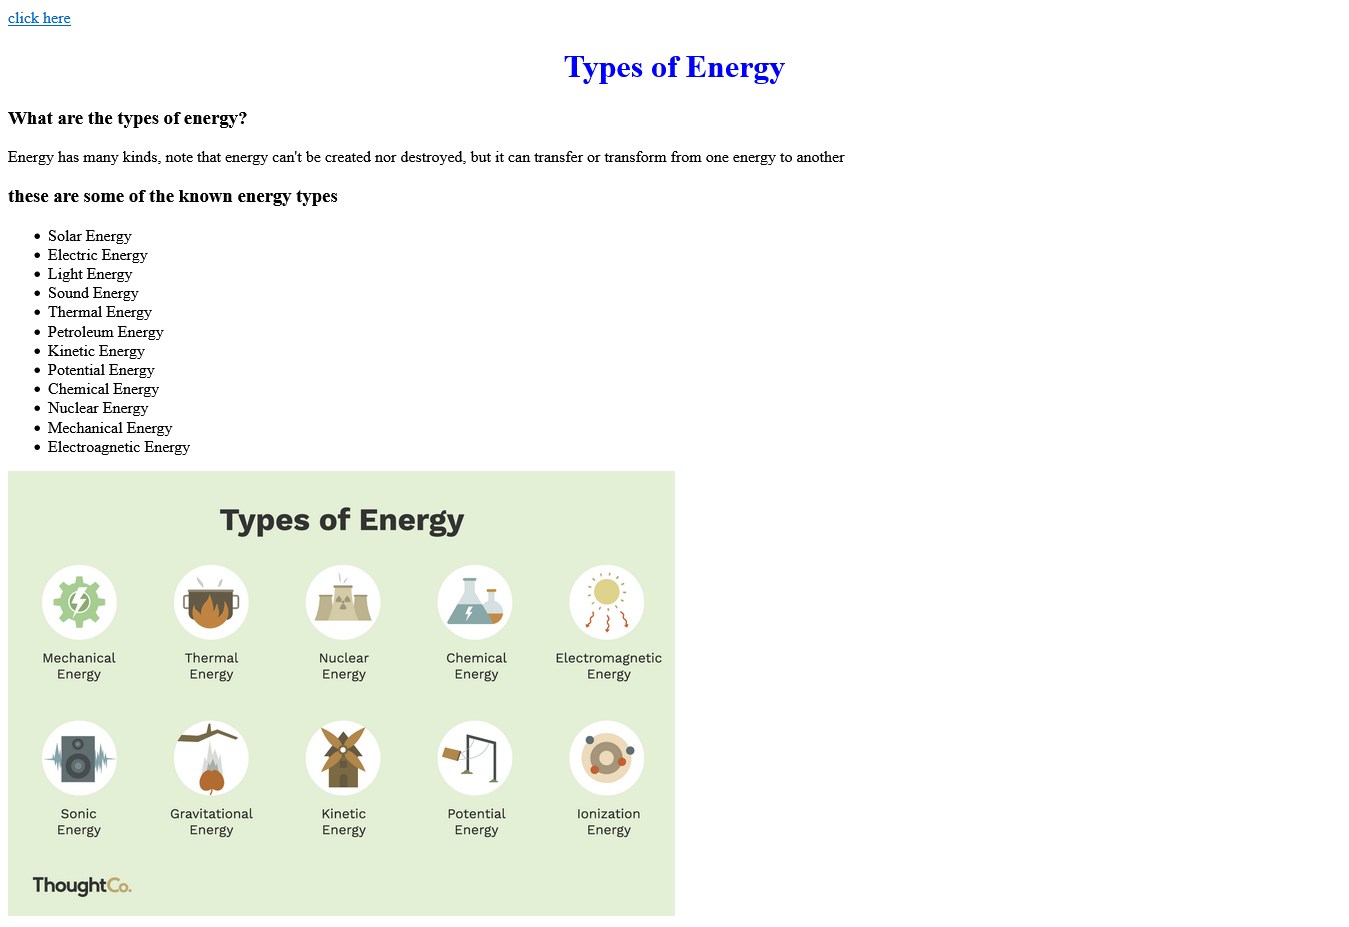 click here
Types of Energy
What are the types of energy?
Energy has many kinds, note that energy can't be created nor destroyed, but it can transfer or transform from one energy to another
these are some of the known energy types
• Solar Energy
• Electric Energy
• Light Energy
• Sound Energy
• Thermal Energy
• Petroleum Energy
• Kinetic Energy
• Potential Energy
• Chemical Energy
• Nuclear Energy
• Mechanical Energy
• Electroagnetic Energy
Types of Energy
Mechanical
Energy
Thermal
Energy
Nuclear
Energy
Chemical
Energy
Electromagnetic
Energy
Sonic
Energy
Gravitational
Energy
Kinetic
Energy
Potential
Energy
Ionization
Energy
ThoughtCo.